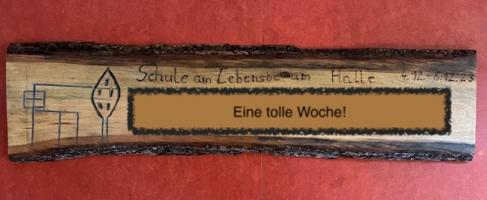 Schule am Lebensbaum Halle 4.12.-8.12.23
Eine tolle Woche!